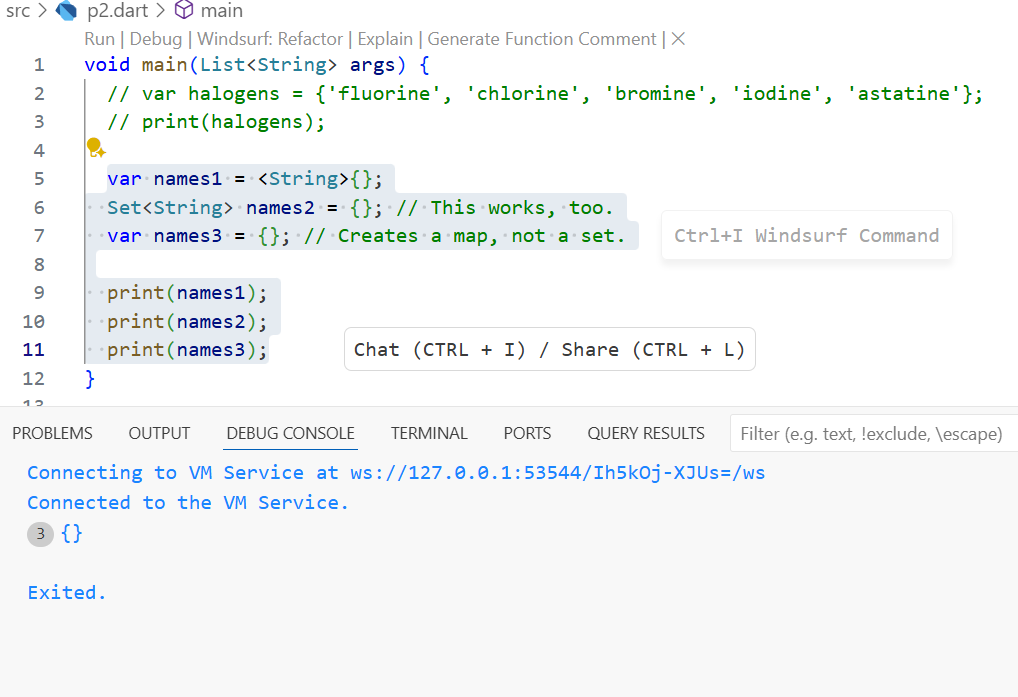 src > p2.dart > main
Run | Debug | Windsurf: Refactor | Explain | Generate Function Comment | ×
1 void main(List<String> args) {
2 // var halogens = {'fluorine', 'chlorine', 'bromine', 'iodine', 'astatine'};
3 // print(halogens);
4
5 var names1 = <String>{};
6 Set<String> names2 = {}; // This works, too.
7 var names3 = {}; // Creates a map, not a set.
Ctrl+I Windsurf Command
8
9 print(names1);
10 print(names2);
11 print(names3);
Chat (CTRL + I) / Share (CTRL + L)
12 }
13
PROBLEMS OUTPUT DEBUG CONSOLE TERMINAL PORTS QUERY RESULTS Filter (e.g. text, !exclude, \escape)
Connecting to VM Service at ws://127.0.0.1:53544/Ih5kOj-XJUs=/ws
Connected to the VM Service.
3 {}
Exited.